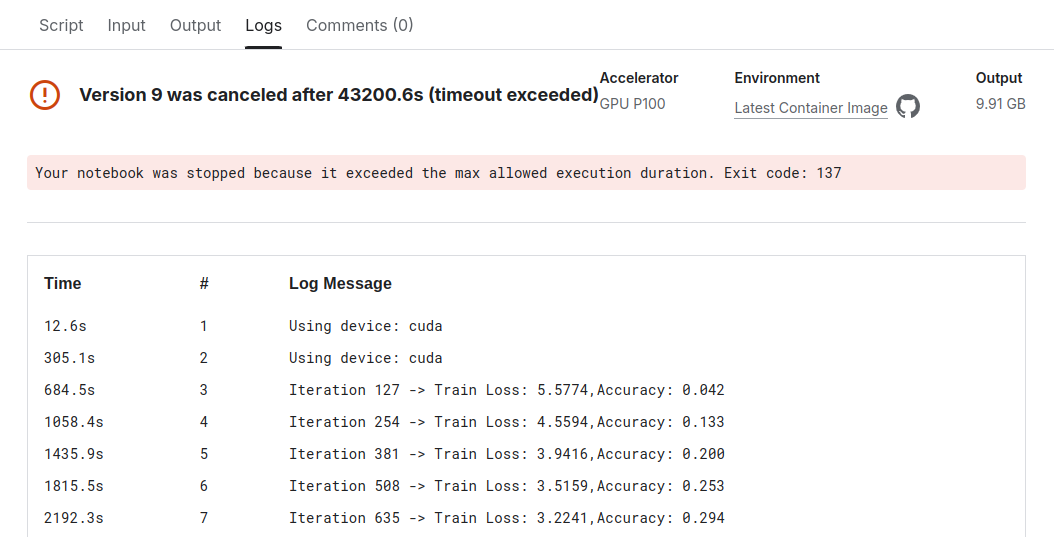 Script Input Output Logs Comments (0)
Version 9 was canceled after 43200.6s (timeout exceeded)
Accelerator
GPU P100
Environment
Latest Container Image
Output
9.91 GB
Your notebook was stopped because it exceeded the max allowed execution duration. Exit code: 137
Time # Log Message
12.6s 1 Using device: cuda
305.1s 2 Using device: cuda
684.5s 3 Iteration 127 -> Train Loss: 5.5774,Accuracy: 0.042
1058.4s 4 Iteration 254 -> Train Loss: 4.5594,Accuracy: 0.133
1435.9s 5 Iteration 381 -> Train Loss: 3.9416,Accuracy: 0.200
1815.5s 6 Iteration 508 -> Train Loss: 3.5159,Accuracy: 0.253
2192.3s 7 Iteration 635 -> Train Loss: 3.2241,Accuracy: 0.294